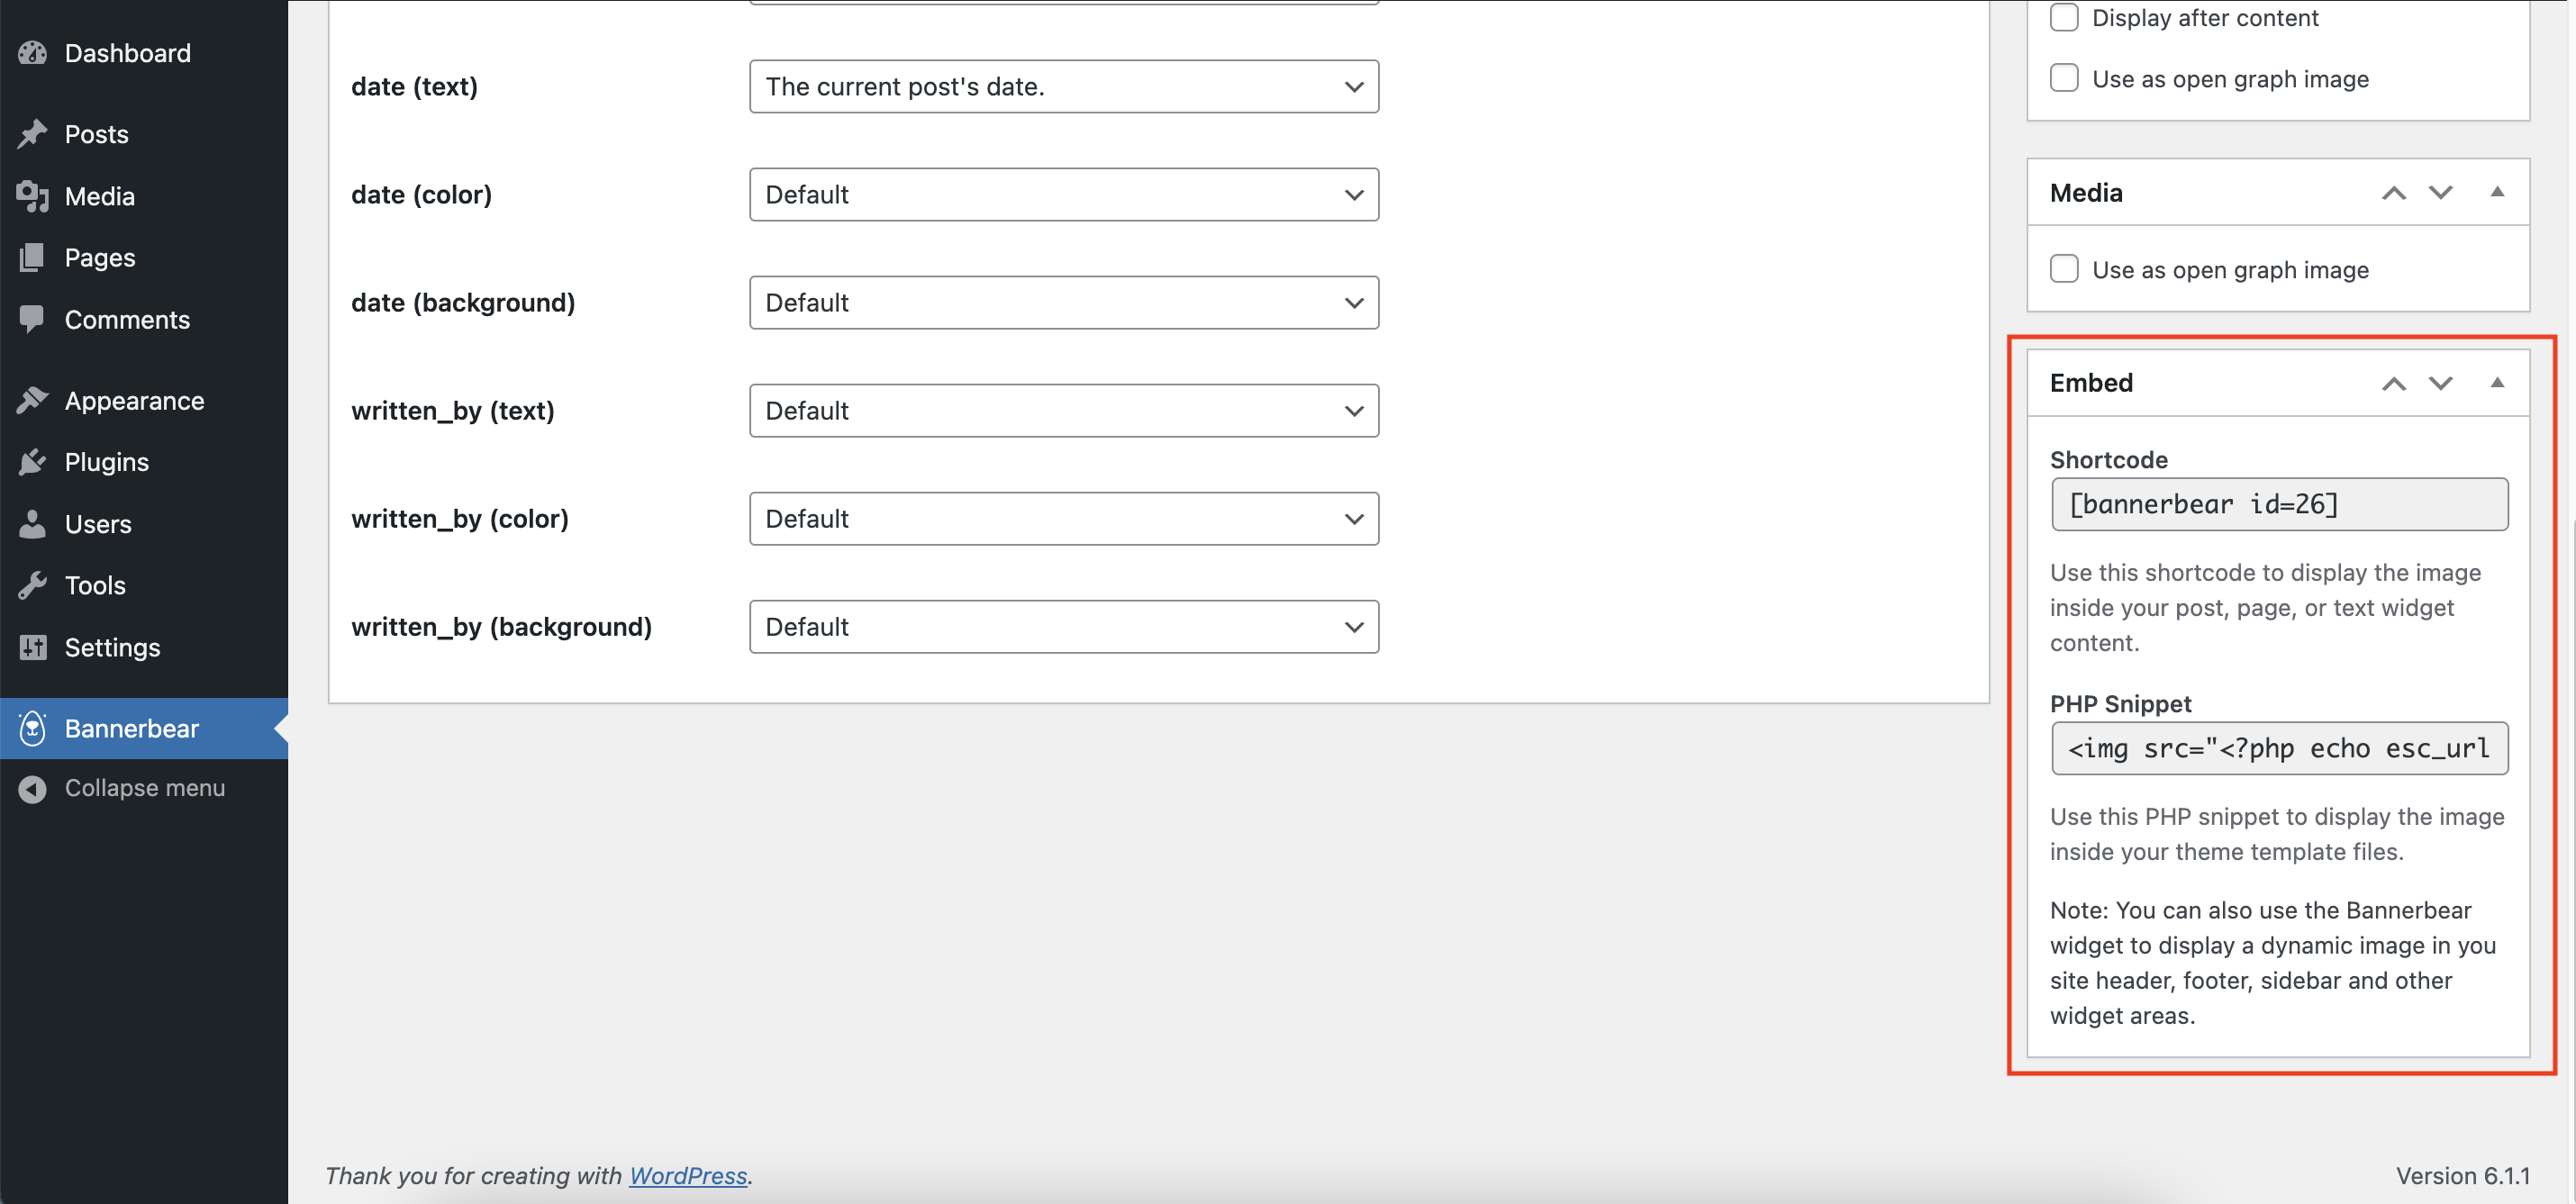 Dashboard
Posts
Media
Pages
Comments
Appearance
Plugins
Users
Tools
Settings
Bannerbear
Collapse menu
date (text)
The current post's date.
date (color)
Default
date (background)
Default
written_by (text)
Default
written_by (color)
Default
written_by (background)
Default
Display after content
Use as open graph image
Media
Use as open graph image
Embed
Shortcode
[bannerbear id=26]
Use this shortcode to display the image
inside your post, page, or text widget
content.
PHP Snippet
<img src="<?php echo esc_url
Use this PHP snippet to display the image
inside your theme template files.
Note: You can also use the Bannerbear
widget to display a dynamic image in you
site header, footer, sidebar and other
widget areas.
Thank you for creating with WordPress.
Version 6.1.1